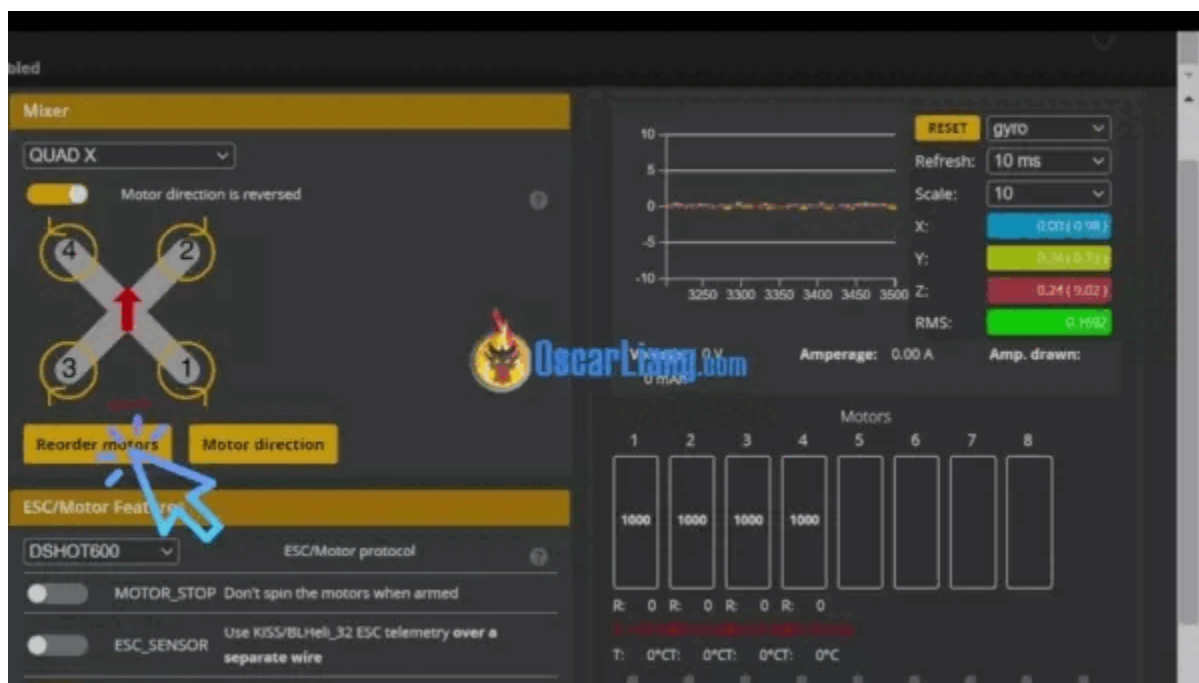 bled
Mixer
QUAD X
Motor direction is reversed
4
2
3
1
Reorder motors
Motor direction
ESC/Motor Features
DSHOT600
ESC/Motor protocol
MOTOR_STOP Don't spin the motors when armed
ESC_SENSOR
Use KISS/BLHeli_32 ESC telemetry over a
separate wire
10
5
0
-5
-10
3250 3300 3350 3400 3450 3500
RESET gyro
Refresh: 10 ms
Scale: 10
X:
Y:
Z: 0.24 ( 9.02 )
RMS:
OscarLiang.com
0 V
Amperage: 0.00 A
Amp. drawn:
0 mAh
Motors
1 2 3 4 5 6 7 8
1000 1000 1000 1000
R: 0 R: 0 R: 0 R: 0
T: 0°C T: 0°C T: 0°C T: 0°C